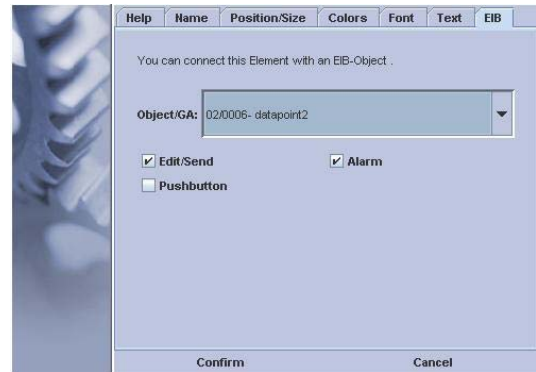 Help Name Position/Size Colors Font Text EIB
You can connect this Element with an EIB-Object .
Object/GA: 02/0006- datapoint2
Edit/Send Alarm
Pushbutton
Confirm Cancel